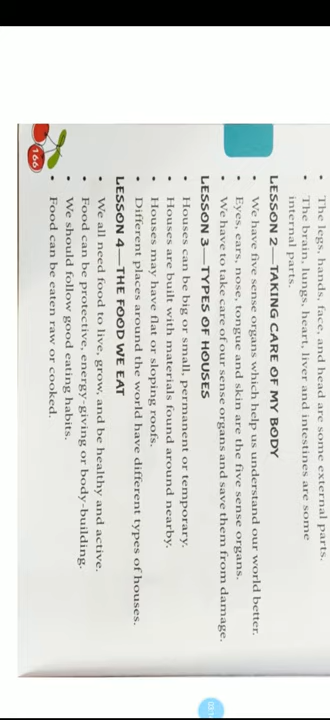 • The legs, hands, face, and head are some external parts.
• The brain, lungs, heart, liver and intestines are some
internal parts.
LESSON 2—TAKING CARE OF MY BODY
• We have five sense organs which help us understand our world better.
• Eyes, ears, nose, tongue and skin are the five sense organs.
• We have to take care of our sense organs and save them from damage.
LESSON 3—TYPES OF HOUSES
• Houses can be big or small, permanent or temporary.
• Houses are built with materials found around nearby.
• Houses may have flat or sloping roofs.
• Different places around the world have different types of houses.
LESSON 4—THE FOOD WE EAT
• We all need food to live, grow, and be healthy and active.
• Food can be protective, energy-giving or body-building.
• We should follow good eating habits.
• Food can be eaten raw or cooked.
166